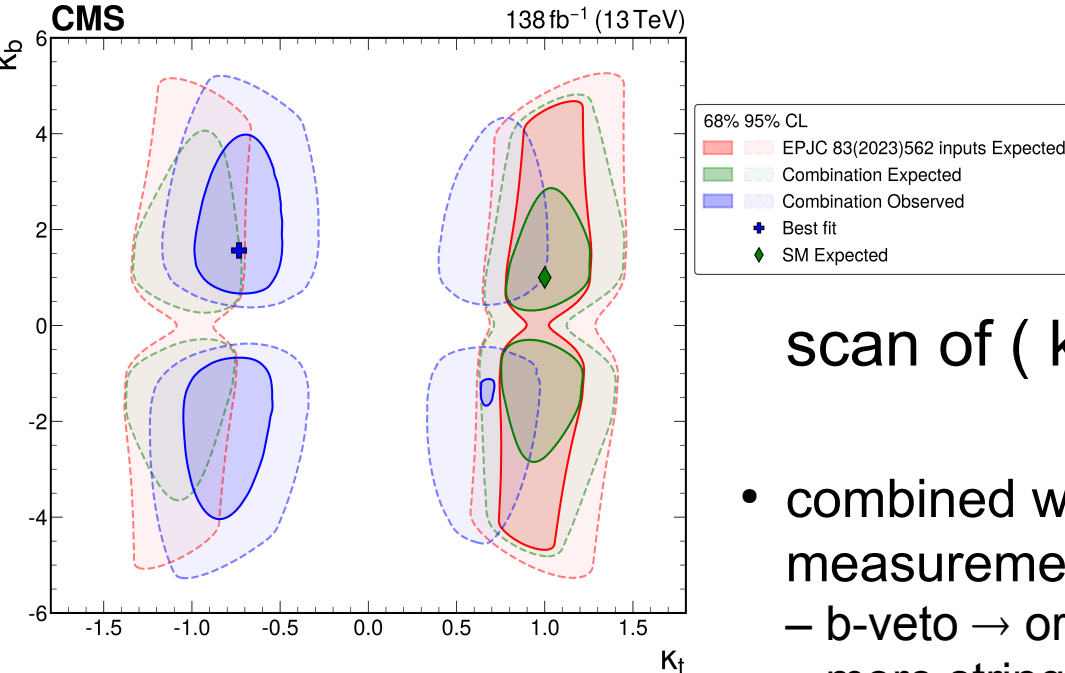 CMS
138 fb⁻¹ (13 TeV)
κb
6
4
2
0
-2
-4
-6
-1.5
-1.0
-0.5
0.0
0.5
1.0
1.5
κt
68% 95% CL
EPJC 83(2023)562 inputs Expected
Combination Expected
Combination Observed
Best fit
SM Expected
scan of (
• combined
– b-veto →